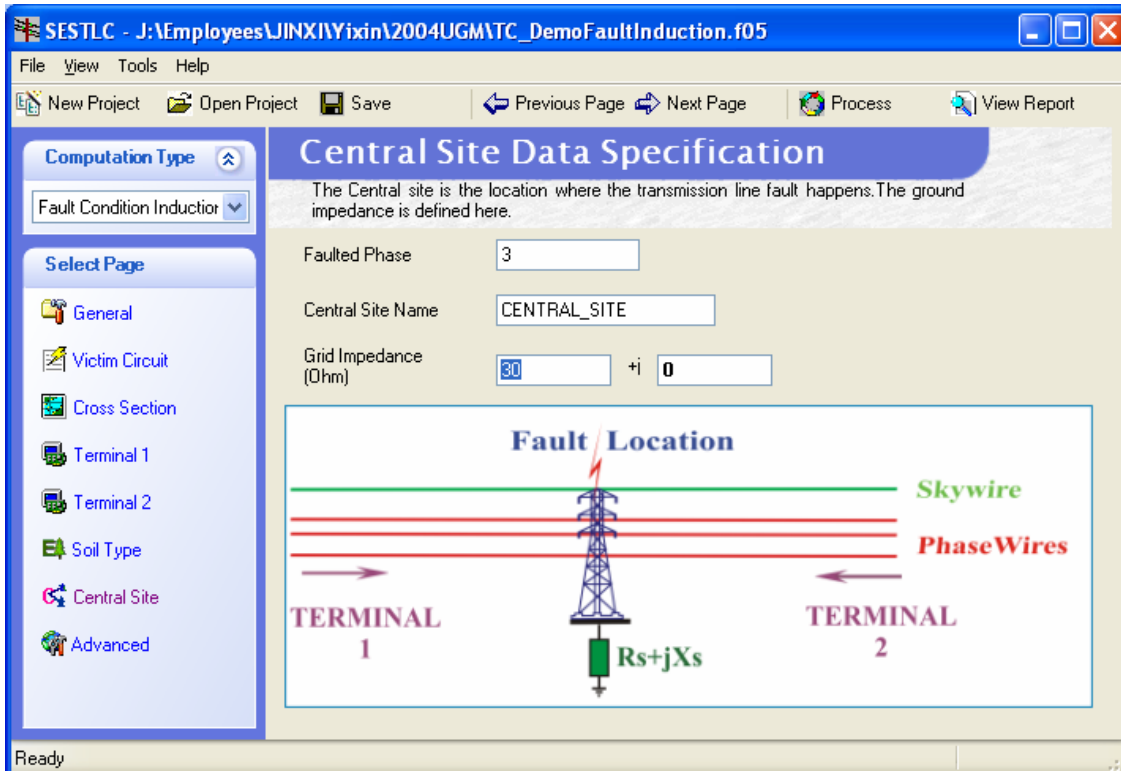 SESTLC - J:\Employees\JINXI\Yixin\2004UGM\TC_DemoFaultInduction.f05
File View Tools Help
New Project Open Project Save Previous Page Next Page Process View Report
Computation Type
Fault Condition Induction
Select Page
General
Victim Circuit
Cross Section
Terminal 1
Terminal 2
Soil Type
Central Site
Advanced
Central Site Data Specification
The Central site is the location where the transmission line fault happens.The ground
impedance is defined here.
Faulted Phase 3
Central Site Name CENTRAL_SITE
Grid Impedance
(Ohm) 30 +j 0
Fault Location
Skywire
PhaseWires
TERMINAL
1
TERMINAL
2
Rs+jXs
Ready